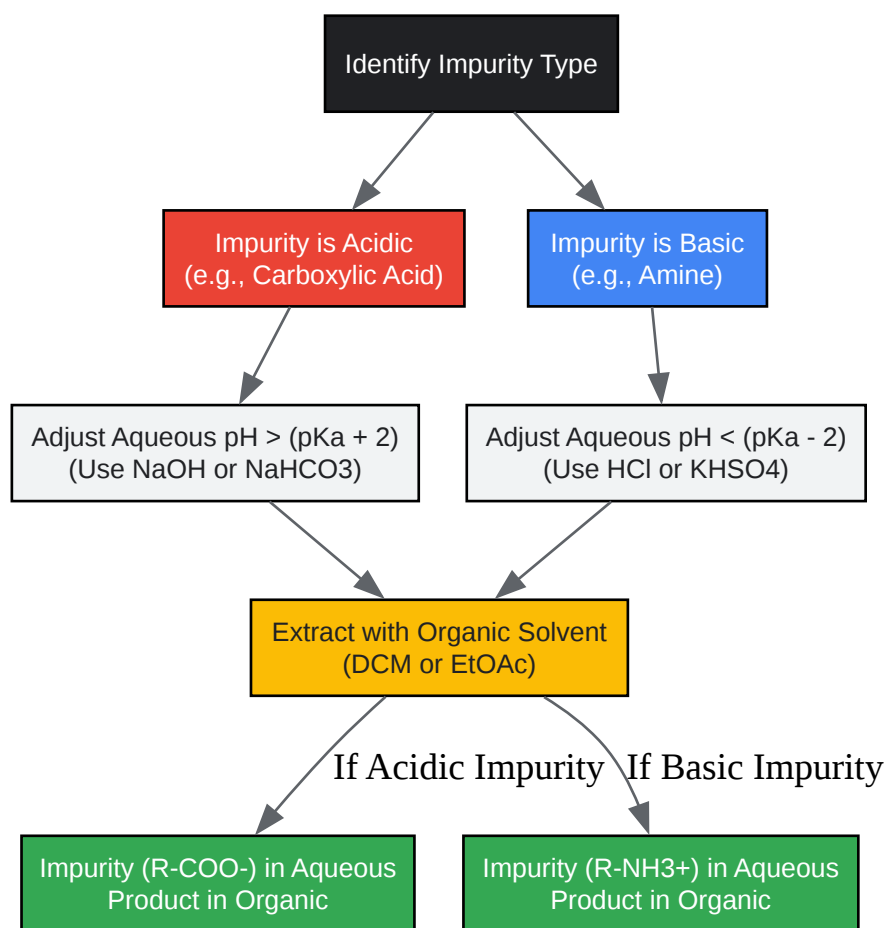 Identify Impurity Type
Impurity is Acidic
(e.g., Carboxylic Acid)
Impurity is Basic
(e.g., Amine)
Adjust Aqueous pH > (pKa + 2)
(Use NaOH or NaHCO3)
Adjust Aqueous pH < (pKa - 2)
(Use HCl or KHSO4)
Extract with Organic Solvent
(DCM or EtOAc)
If Acidic Impurity
If Basic Impurity
Impurity (R-COO-) in Aqueous
Product in Organic
Impurity (R-NH3+) in Aqueous
Product in Organic